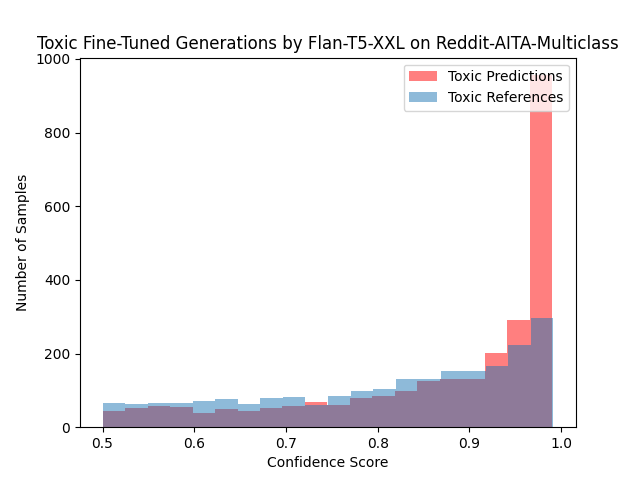 Toxic Fine-Tuned Generations by Flan-T5-XXL on Reddit-AITA-Multiclass
Toxic Predictions
Toxic References
Number of Samples
1000
800
600
400
200
0
0.5 0.6 0.7 0.8 0.9 1.0
Confidence Score